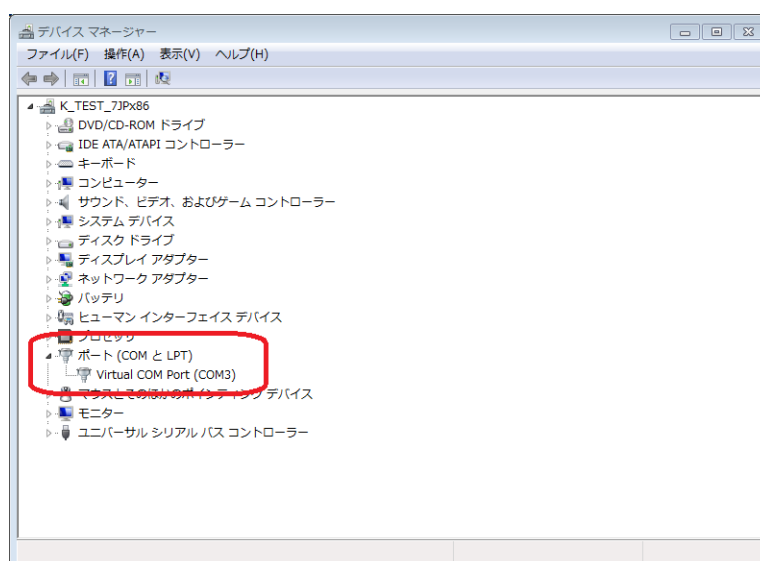 デバイス マネージャー
ファイル(F) 操作(A) 表示(V) ヘルプ(H)
K_TEST_7JPx86
DVD/CD-ROM ドライブ
IDE ATA/ATAPI コントローラー
キーボード
コンピューター
サウンド、ビデオ、およびゲーム コントローラー
システム デバイス
ディスク ドライブ
ディスプレイ アダプター
ネットワーク アダプター
バッテリ
ヒューマン インターフェイス デバイス
プロセッサ
ポート (COM と LPT)
Virtual COM Port (COM3)
マウスとそのほかのポインティング デバイス
モニター
ユニバーサル シリアル バス コントローラー